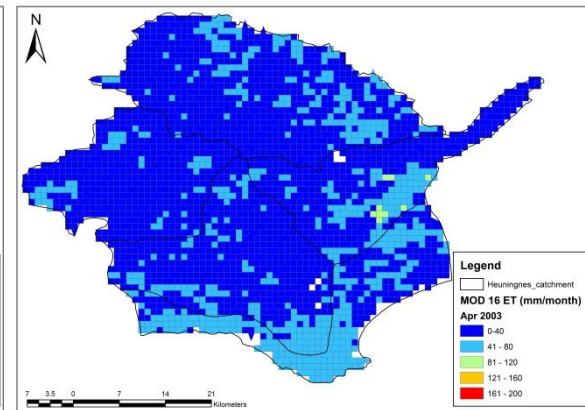 N
Legend
Heuningnes_catchment
MOD 16 ET (mm/month)
Apr 2003
0-40
41 - 80
81 - 120
121 - 160
161 - 200
7 3.5 0 7 14 21
Kilometers